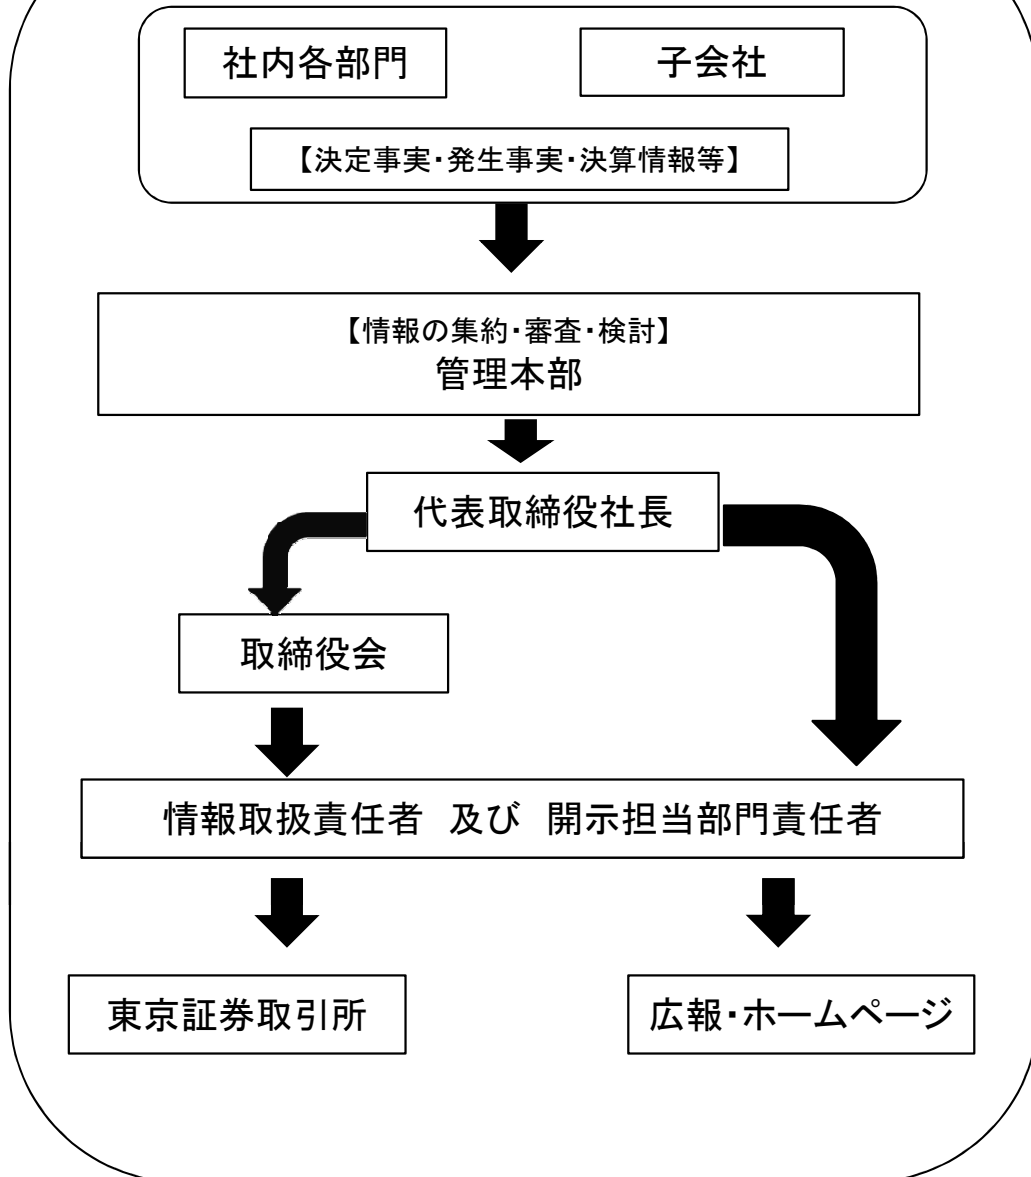 社内各部門
子会社
【決定事実・発生事実・決算情報等】
【情報の集約・審査・検討】
管理本部
代表取締役社長
取締役会
情報取扱責任者 及び 開示担当部門責任者
東京証券取引所
広報・ホームページ